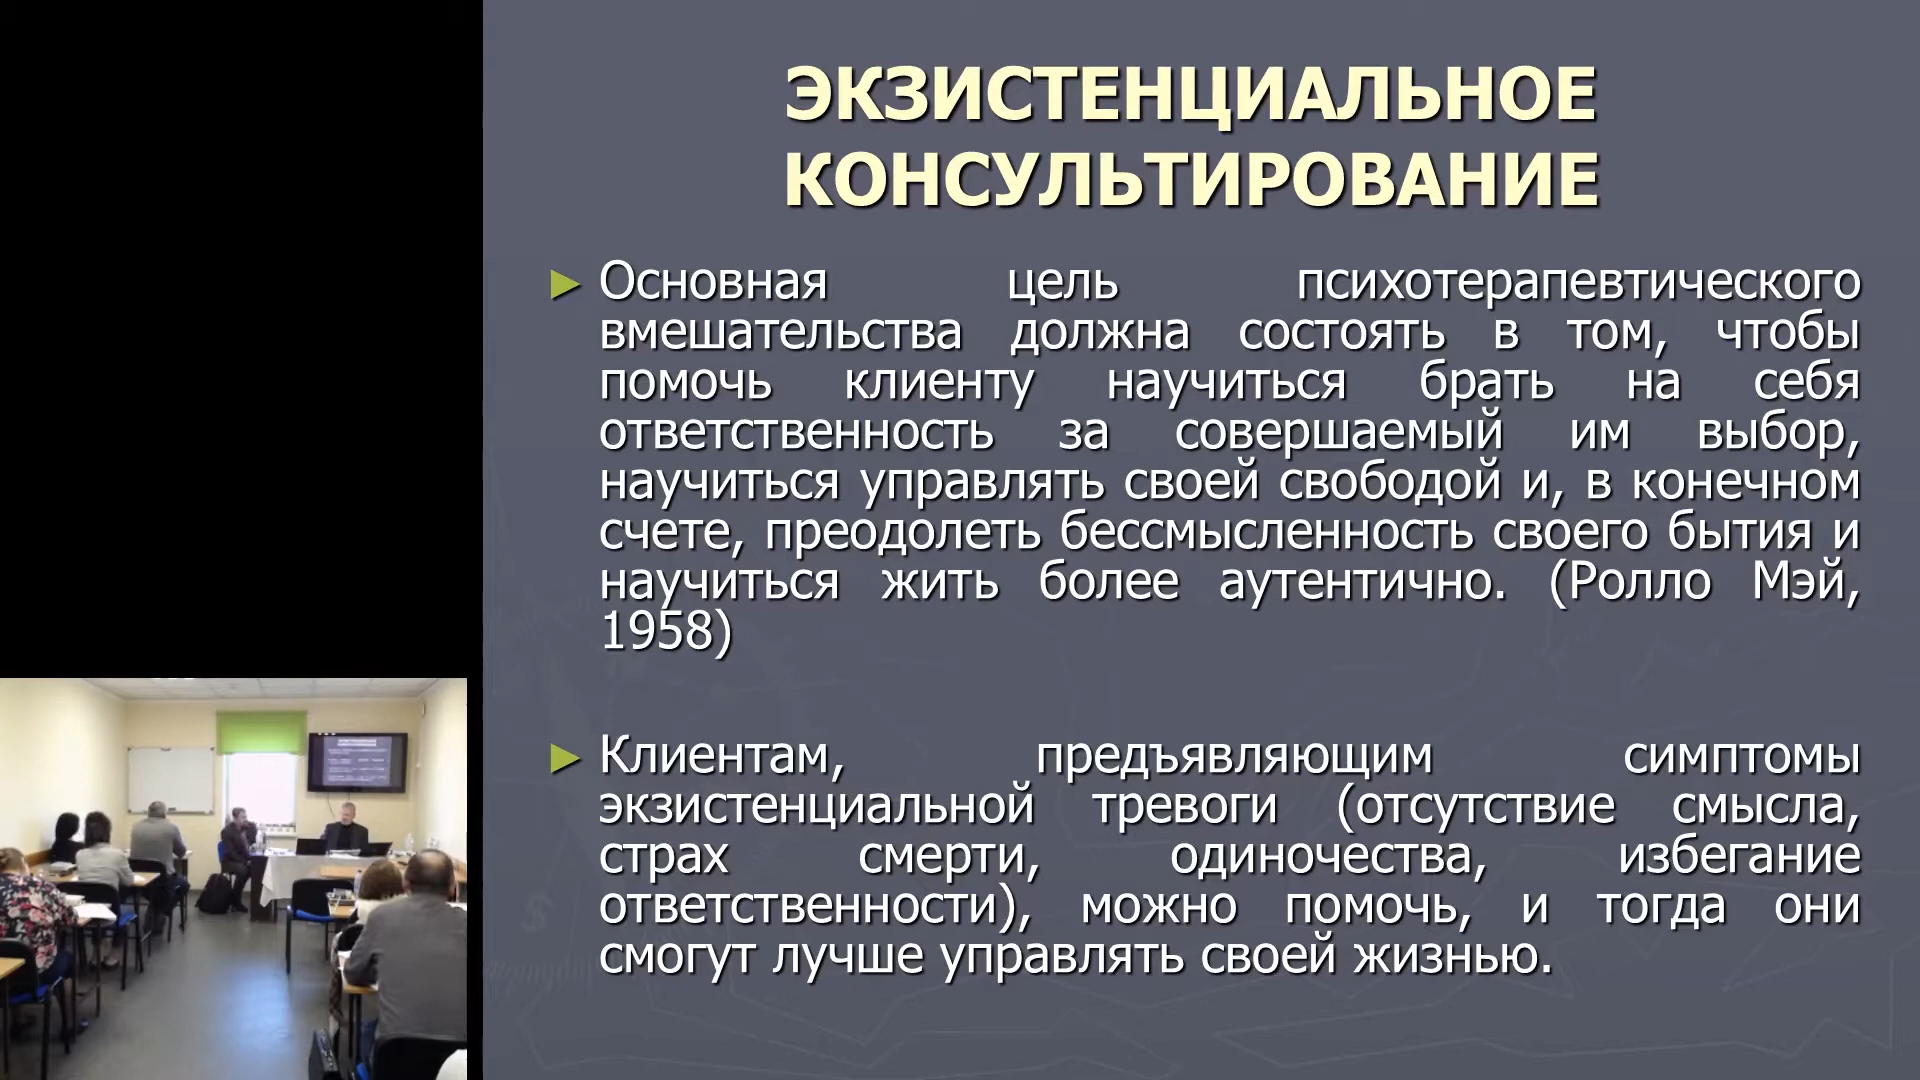 ЭКЗИСТЕНЦИАЛЬНОЕ
КОНСУЛЬТИРОВАНИЕ
Основная цель психотерапевтического
вмешательства должна состоять в том, чтобы
помочь клиенту научиться брать на себя
ответственность за совершаемый им выбор,
научиться управлять своей свободой и, в конечном
счете, преодолеть бессмысленность своего бытия и
научиться жить более аутентично. (Ролло Мэй,
1958)
Клиентам, предъявляющим симптомы
экзистенциальной тревоги (отсутствие смысла,
страх смерти, одиночества, избегание
ответственности), можно помочь, и тогда они
смогут лучше управлять своей жизнью.